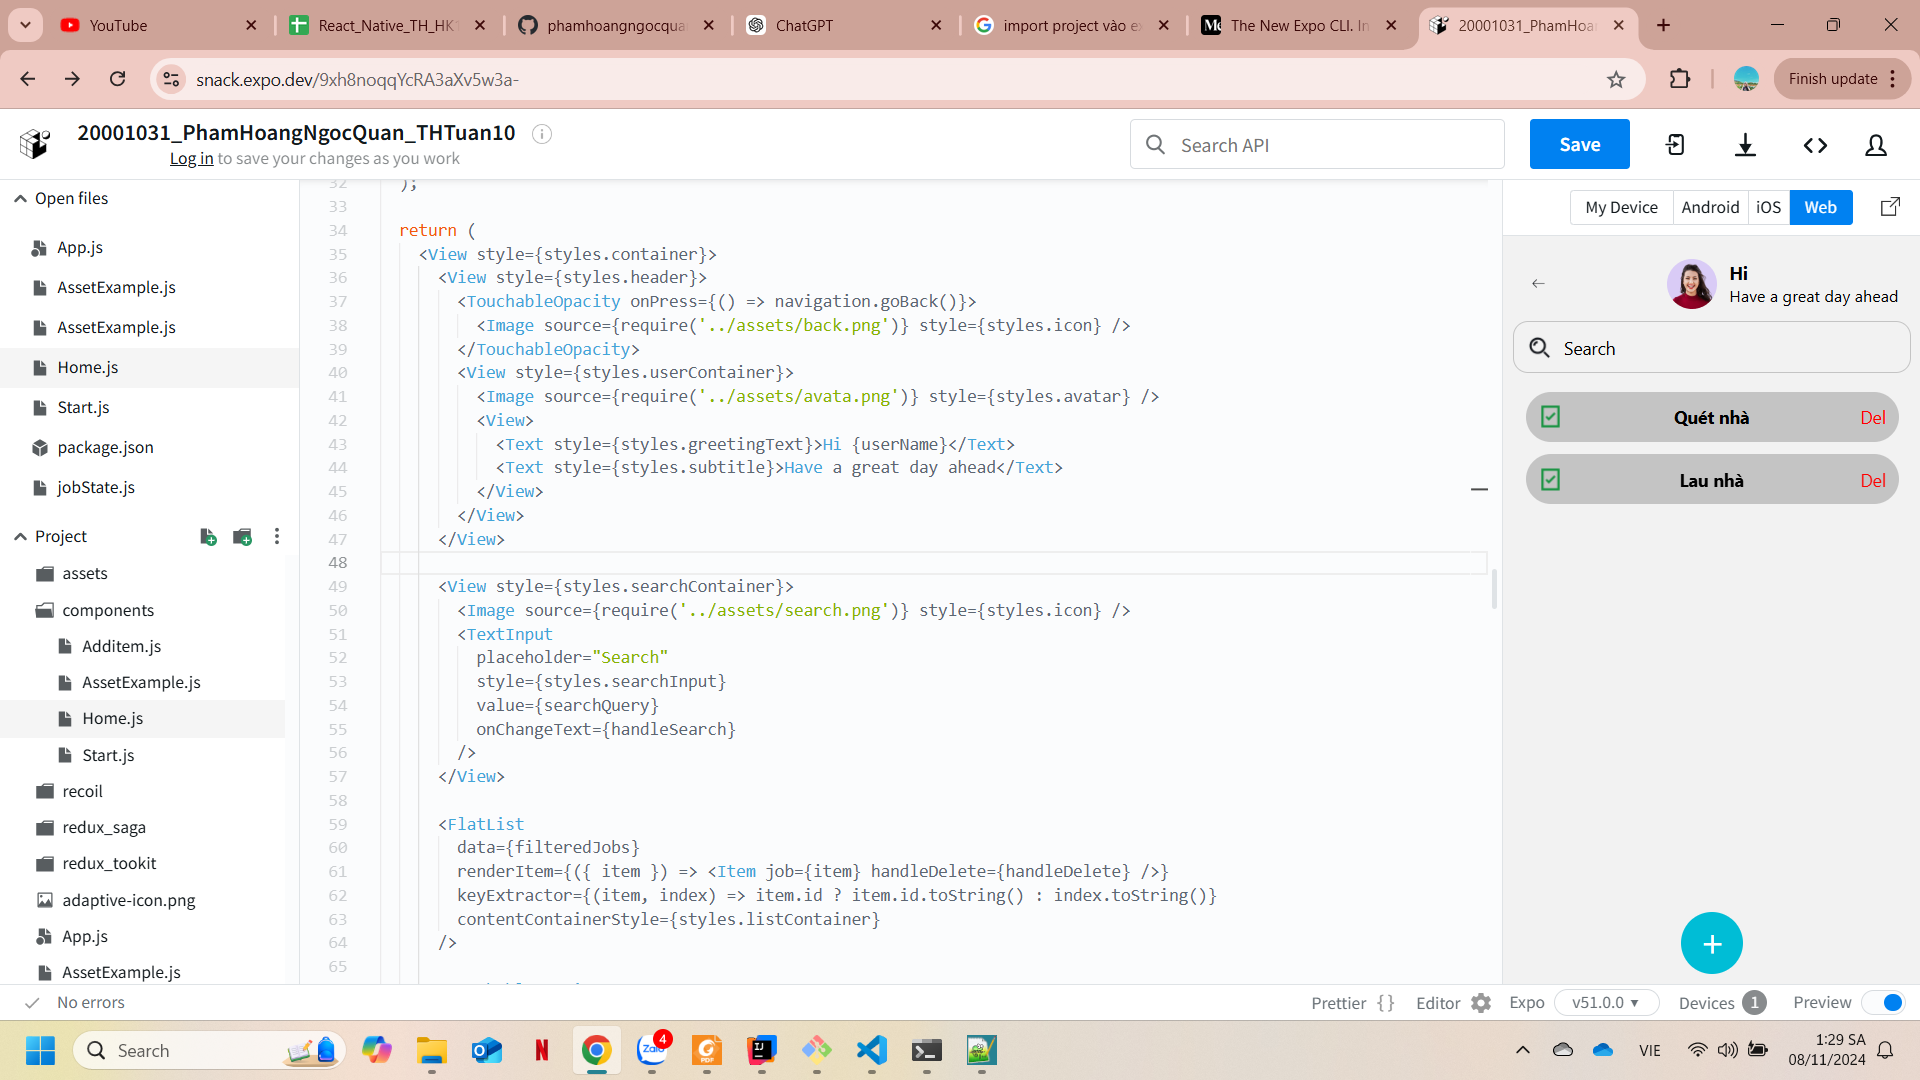 YouTube
React_Native_TH_HK1
phamhoangngocqua
ChatGPT
import project vào ex
The New Expo CLI. In
20001031_PhamHoan
snack.expo.dev/9xh8noqqYcRA3aXv5w3a-
Finish update
20001031_PhamHoangNgocQuan_THTuan10
Log in to save your changes as you work
Search API
Save
Open files
App.js
AssetExample.js
AssetExample.js
Home.js
Start.js
package.json
jobState.js
Project
assets
components
Additem.js
AssetExample.js
Home.js
Start.js
recoil
redux_saga
redux_tookit
adaptive-icon.png
App.js
AssetExample.js
32 );
33
34 return (
35 <View style={styles.container}>
36 <View style={styles.header}>
37 <TouchableOpacity onPress={() => navigation.goBack()}>
38 <Image source={require('../assets/back.png')} style={styles.icon} />
39 </TouchableOpacity>
40 <View style={styles.userContainer}>
41 <Image source={require('../assets/avata.png')} style={styles.avatar} />
42 <View>
43 <Text style={styles.greetingText}>Hi {userName}</Text>
44 <Text style={styles.subtitle}>Have a great day ahead</Text>
45 </View>
46 </View>
47 </View>
48
49 <View style={styles.searchContainer}>
50 <Image source={require('../assets/search.png')} style={styles.icon} />
51 <TextInput
52 placeholder="Search"
53 style={styles.searchInput}
54 value={searchQuery}
55 onChangeText={handleSearch}
56 />
57 </View>
58
59 <FlatList
60 data={filteredJobs}
61 renderItem={({ item }) => <Item job={item} handleDelete={handleDelete} />}
62 keyExtractor={(item, index) => item.id ? item.id.toString() : index.toString()}
63 contentContainerStyle={styles.listContainer}
64 />
65
My Device Android iOS Web
Hi
Have a great day ahead
Search
Quét nhà Del
Lau nhà Del
+
No errors
Prettier { } Editor Expo v51.0.0 Devices 1 Preview
Search
Zalo 4
VIE
1:29 SA
08/11/2024